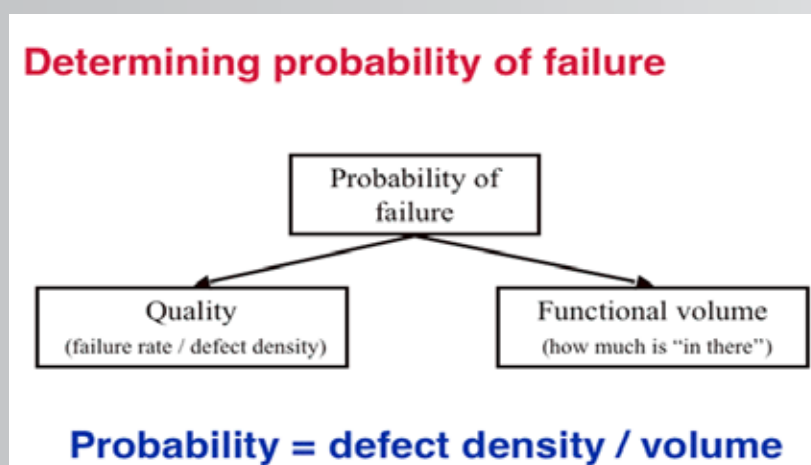 Determining probability of failure
Probability of
failure
Quality
(failure rate / defect density)
Functional volume
(how much is “in there”)
Probability = defect density / volume